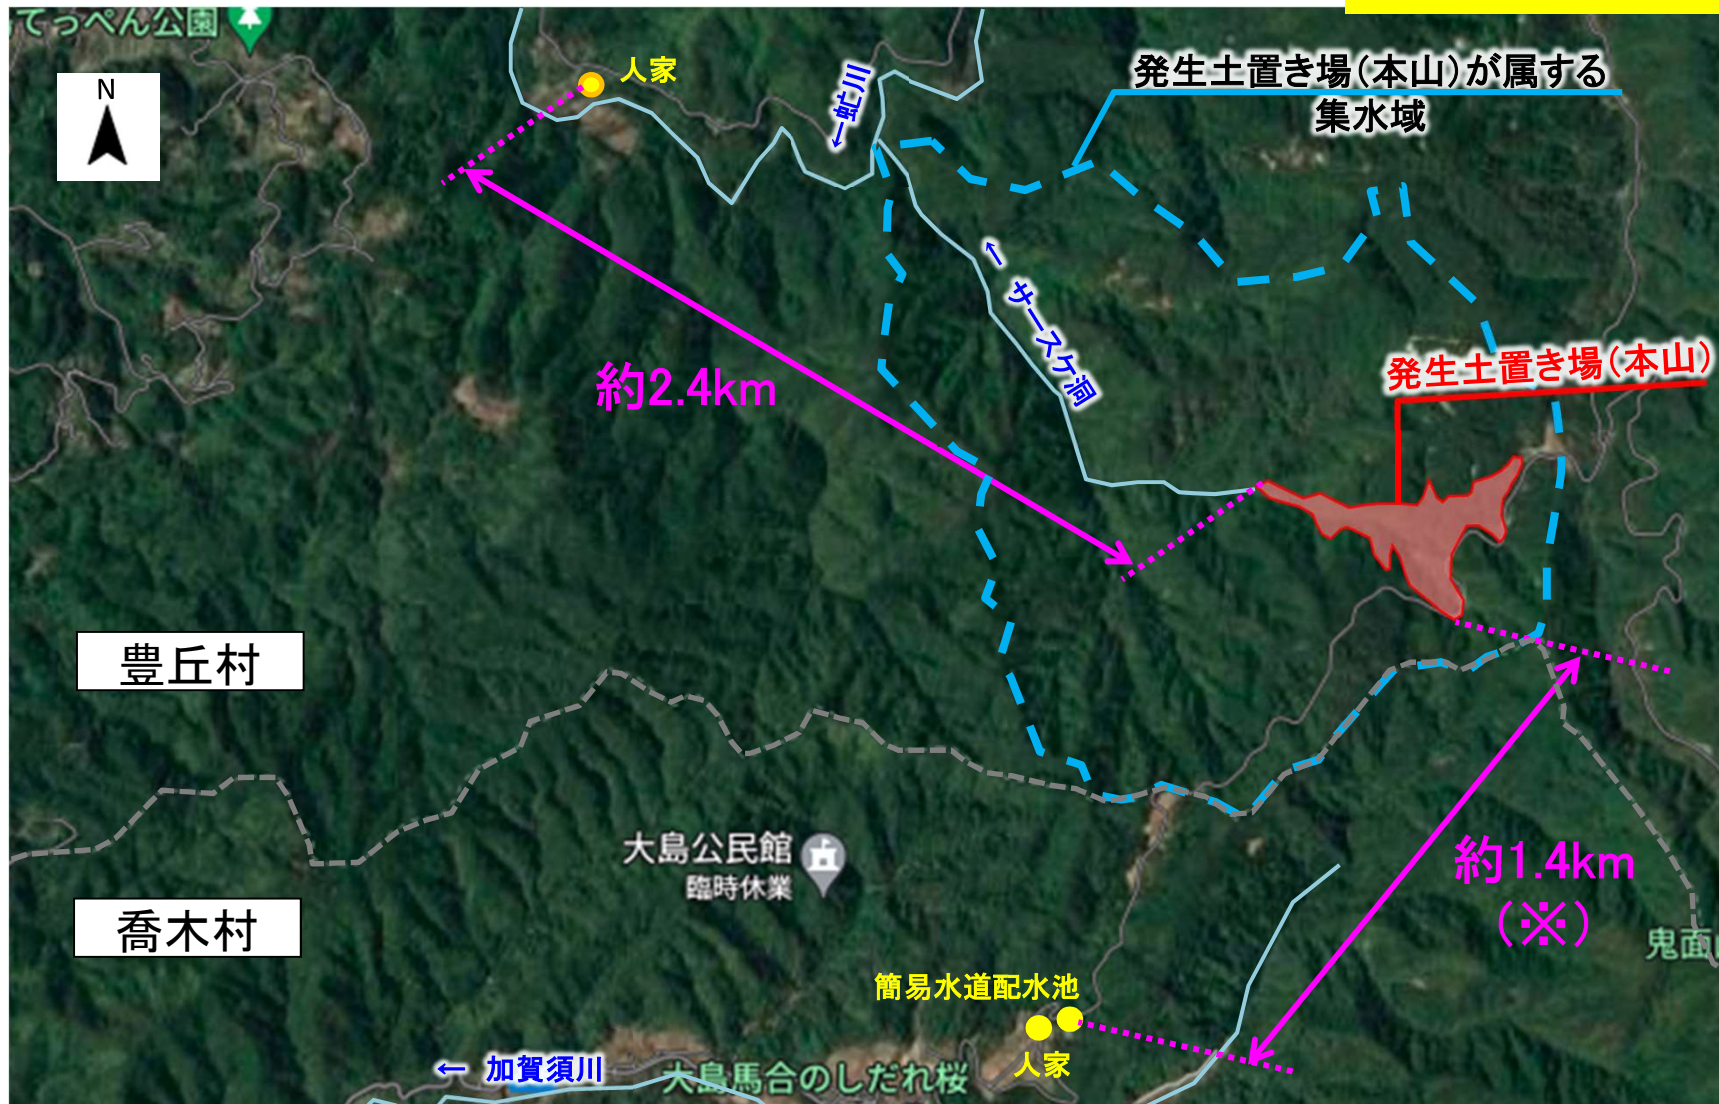 てっぺん公園
人家
N
←虻川
発生土置き場(本山)が属する
集水域
← サースケ洞
約2.4km
発生土置き場(本山)
豊丘村
大島公民館
臨時休業
約1.4km
(※)
喬木村
鬼面
簡易水道配水池
人家
← 加賀須川
大島馬合のしだれ桜